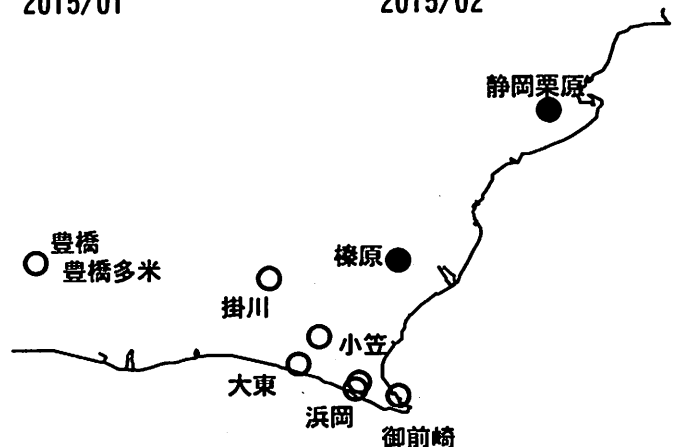 2015/01
2015/02
静岡栗原
豊橋
豊橋多米
榛原
掛川
小笠
大東
浜岡
御前崎